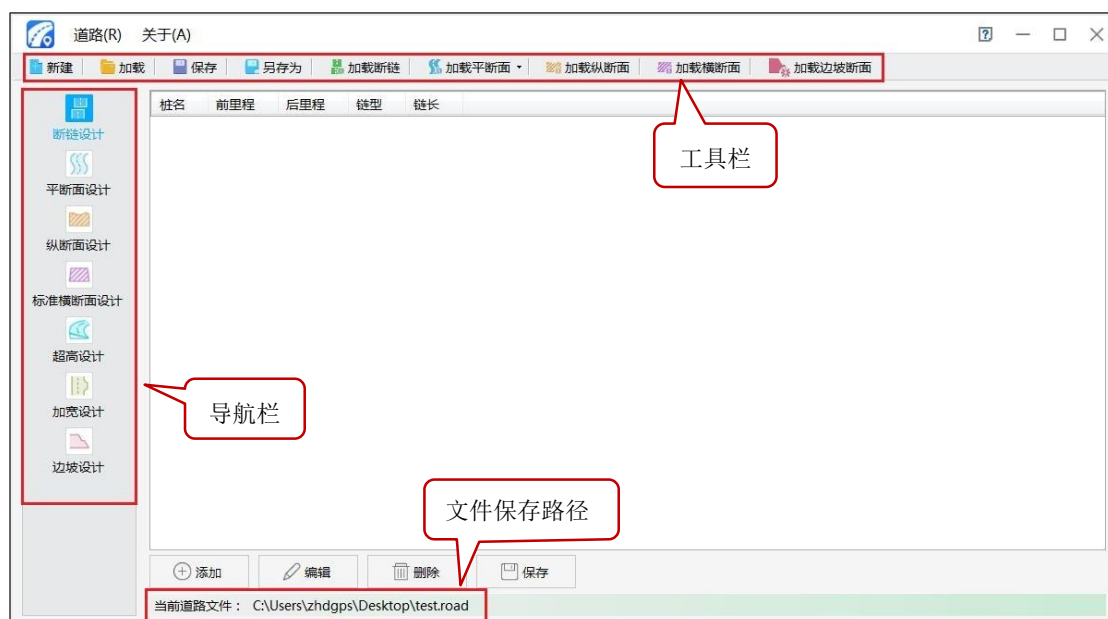 道路(R) 关于(A)
新建 加载 保存 另存为 加载断链 加载平断面 加载纵断面 加载横断面 加载边坡断面
桩名 前里程 后里程 链型 链长
断链设计
平断面设计
纵断面设计
标准横断面设计
超高设计
加宽设计
边坡设计
工具栏
导航栏
文件保存路径
添加 编辑 删除 保存
当前道路文件： C:\Users\zhdgps\Desktop\test.road